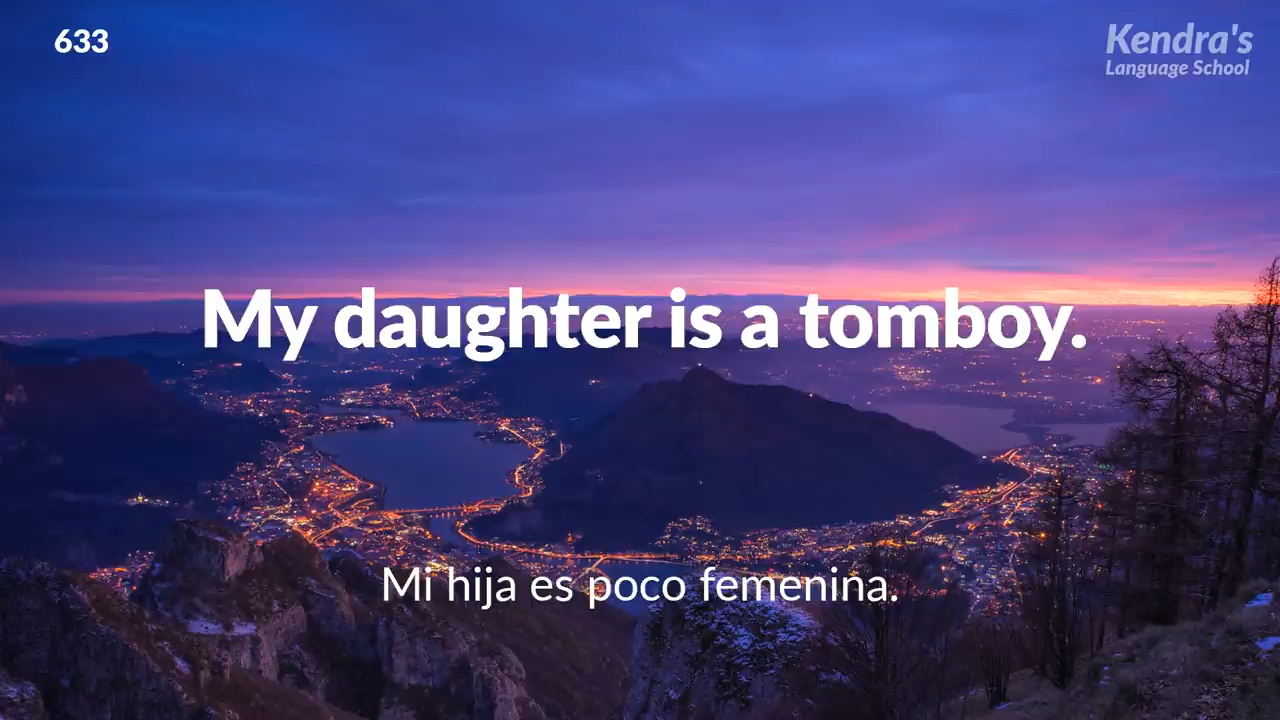 633
Kendra's
Language School
My daughter is a tomboy.
Mi hija es poco femenina.